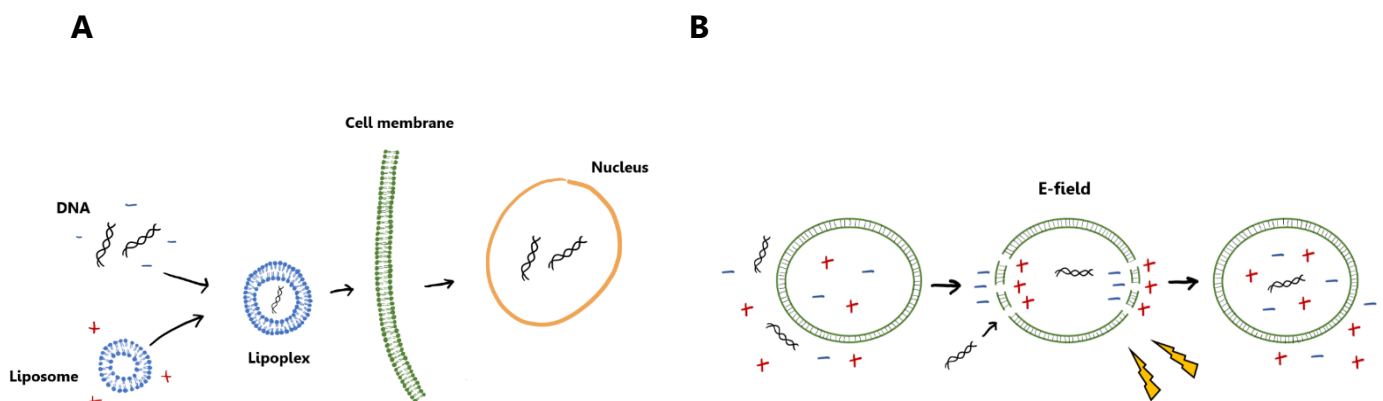 A
B
Cell membrane
Nucleus
E-field
DNA
Lipoplex
Liposome